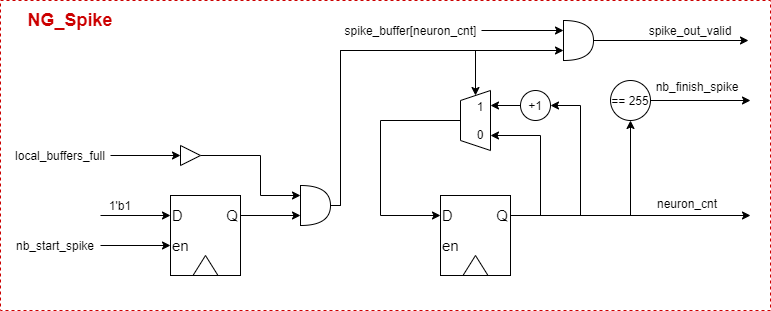 NG_Spike
spike_buffer[neuron_cnt]
spike_out_valid
nb_finish_spike
1
+1
== 255
0
local_buffers_full
1'b1
neuron_cnt
D Q
D Q
nb_start_spike
en
en